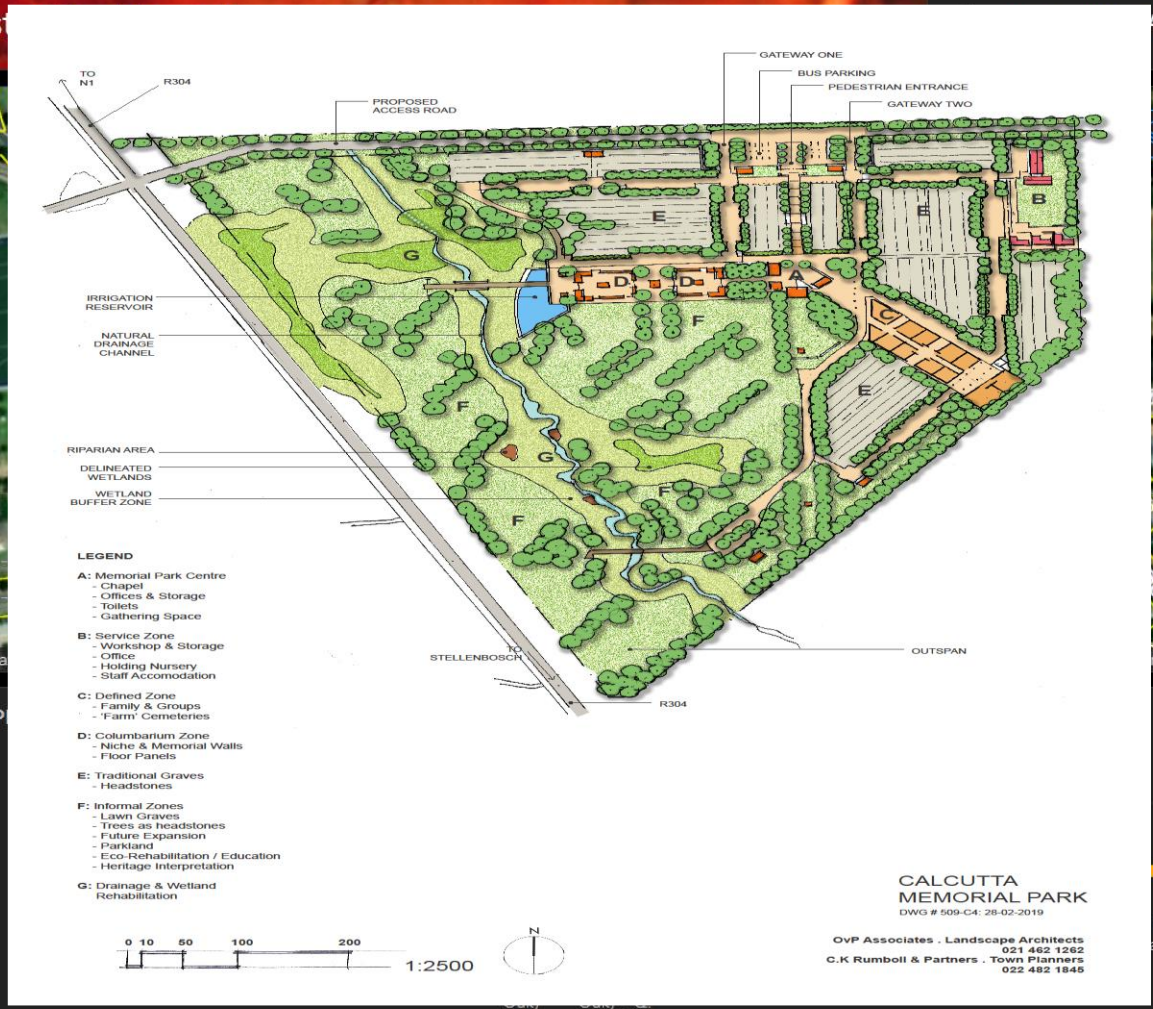 TO
N1
R304
PROPOSED
ACCESS ROAD
GATEWAY ONE
BUS PARKING
PEDESTRIAN ENTRANCE
GATEWAY TWO
E
E
B
G
D
D
A
IRRIGATION
RESERVOIR
F
C
NATURAL
DRAINAGE
CHANNEL
E
F
RIPARIAN AREA
G
DELINEATED
WETLANDS
WETLAND
BUFFER ZONE
F
F
TO
STELLENBOSCH
OUTSPAN
R304
LEGEND
A: Memorial Park Centre
- Chapel
- Offices & Storage
- Toilets
- Gathering Space
B: Service Zone
- Workshop & Storage
- Office
- Holding Nursery
- Staff Accomodation
C: Defined Zone
- Family & Groups
- 'Farm' Cemeteries
D: Columbarium Zone
- Niche & Memorial Walls
- Floor Panels
E: Traditional Graves
- Headstones
F: Informal Zones
- Lawn Graves
- Trees as headstones
- Future Expansion
- Parkland
- Eco-Rehabilitation / Education
- Heritage Interpretation
G: Drainage & Wetland
Rehabilitation
0 10 50 100 200
1:2500
N
CALCUTTA
MEMORIAL PARK
DWG # 509-C4: 28-02-2019
OvP Associates . Landscape Architects
021 462 1262
C.K Rumboll & Partners . Town Planners
022 482 1845